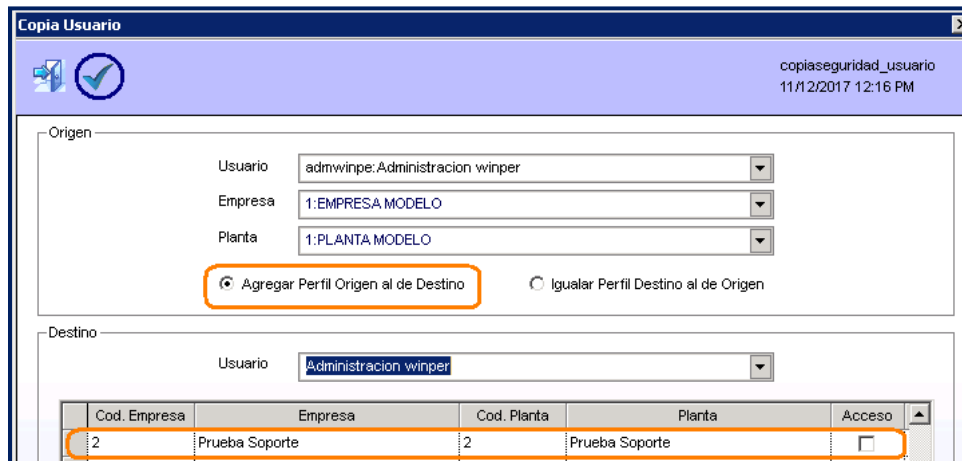 Copia Usuario
copiaseguridad_usuario
11/12/2017 12:16 PM
Origen
Usuario admwinpe:Administracion winper
Empresa 1:EMPRESA MODELO
Planta 1:PLANTA MODELO
Agregar Perfil Origen al de Destino Igualar Perfil Destino al de Origen
Destino
Usuario Administracion winper
Cod. Empresa Empresa Cod. Planta Planta Acceso
2 Prueba Soporte 2 Prueba Soporte